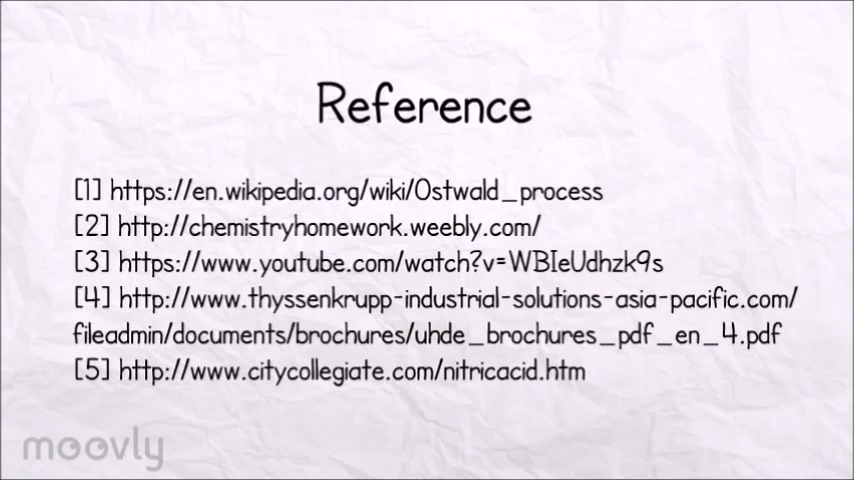 Reference
[1] https://en.wikipedia.org/wiki/Ostwald_process
[2] http://chemistryhomework.weebly.com/
[3] https://www.youtube.com/watch?v=WBIeUdhzk9s
[4] http://www.thyssenkrupp-industrial-solutions-asia-pacific.com/
fileadmin/documents/brochures/uhde_brochures_pdf_en_4.pdf
[5] http://www.citycollegiate.com/nitricacid.htm
moovly